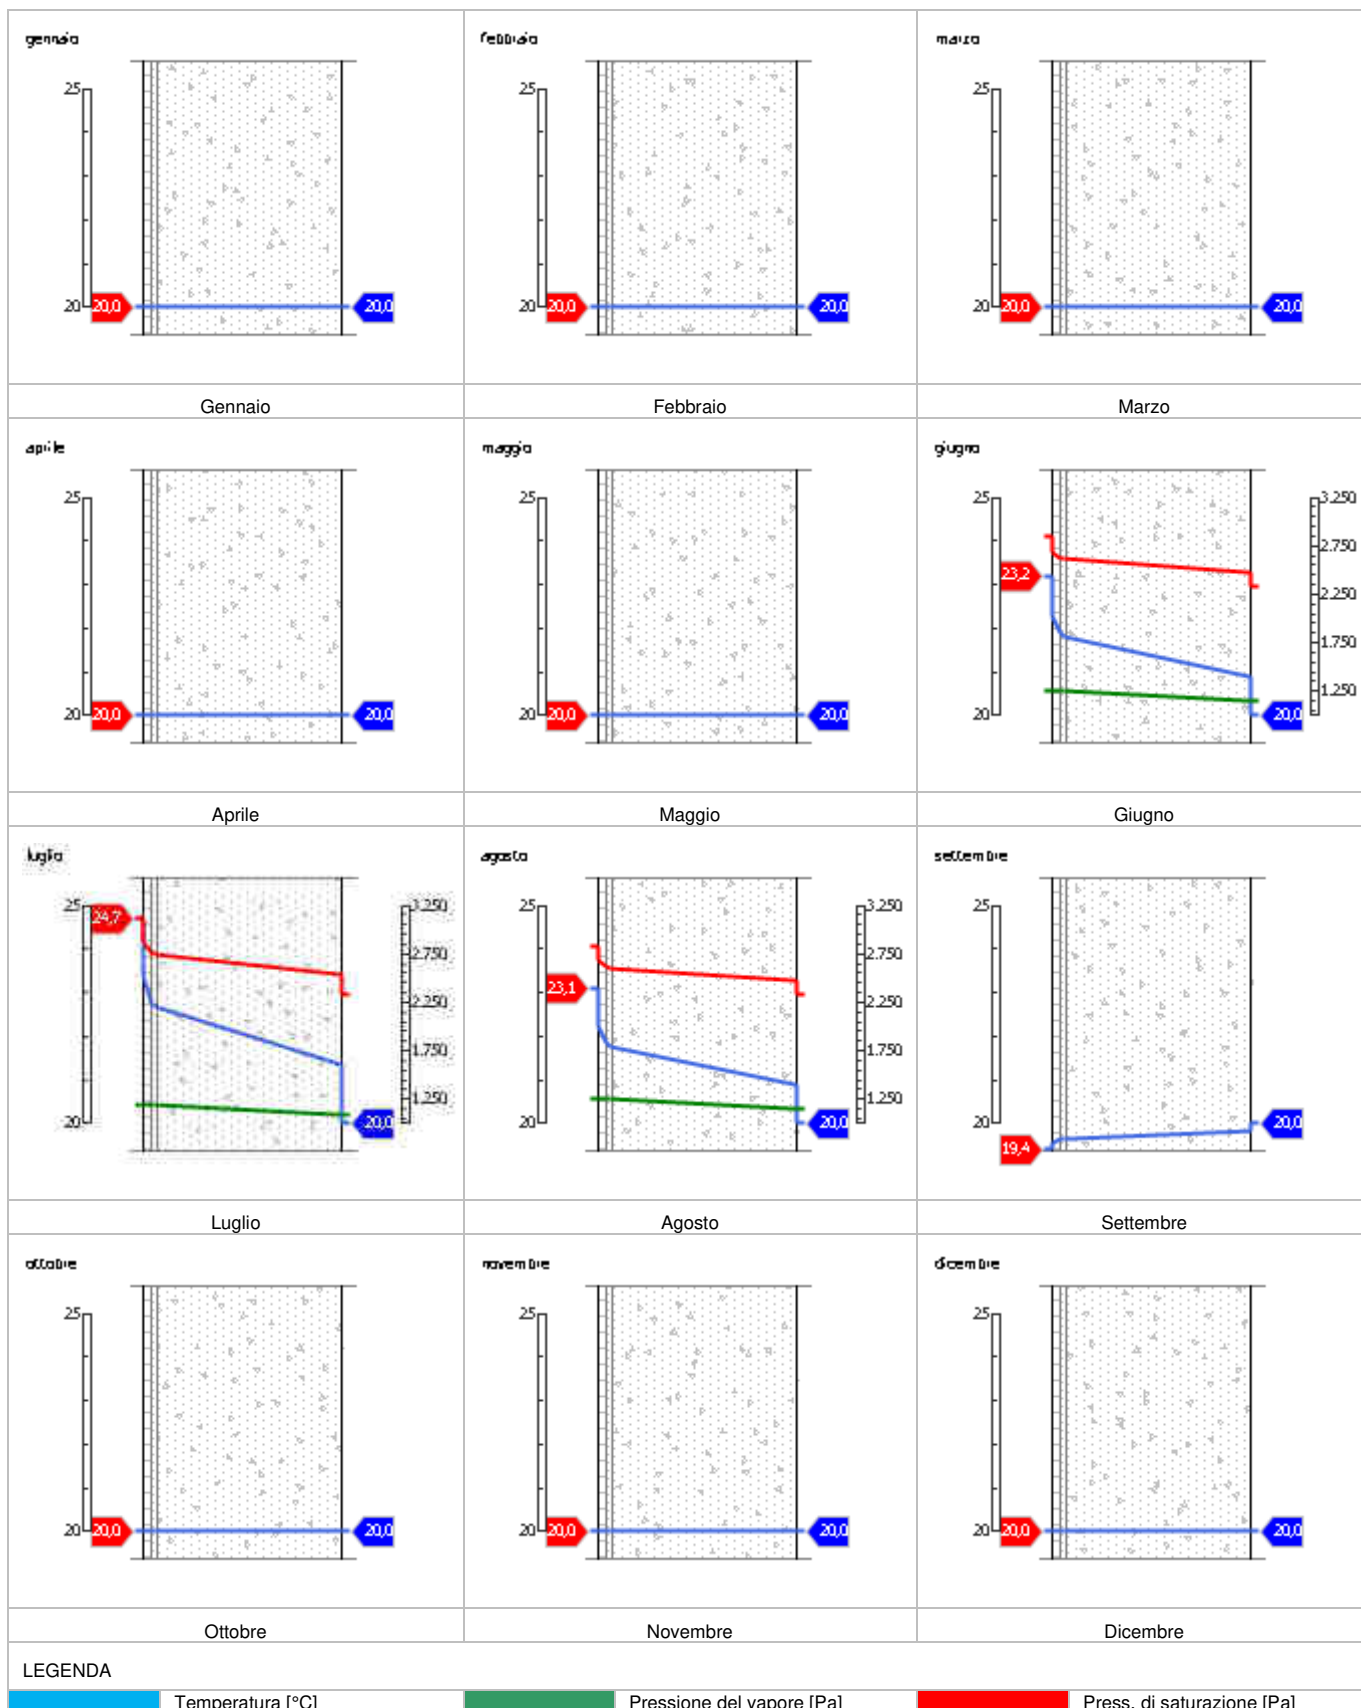 gennaio
febbraio
marzo
25
25
25
20 20,0 20,0
20 20,0 20,0
20 20,0 20,0
Gennaio
Febbraio
Marzo
aprile
maggio
giugno
25
25
25
3.250
2.750
23,2
2.250
1.750
1.250
20 20,0 20,0
20 20,0 20,0
20 20,0
Aprile
Maggio
Giugno
luglio
agosto
settembre
25 24,7
3.250
2.750
2.250
1.750
1.250
20 20,0
25
3.250
2.750
23,1
2.250
1.750
1.250
20 20,0
25
20 20,0
19,4
Luglio
Agosto
Settembre
ottobre
novembre
dicembre
25
25
25
20 20,0 20,0
20 20,0 20,0
20 20,0 20,0
Ottobre
Novembre
Dicembre
LEGENDA
Temperatura [°C]
Pressione del vapore [Pa]
Press. di saturazione [Pa]